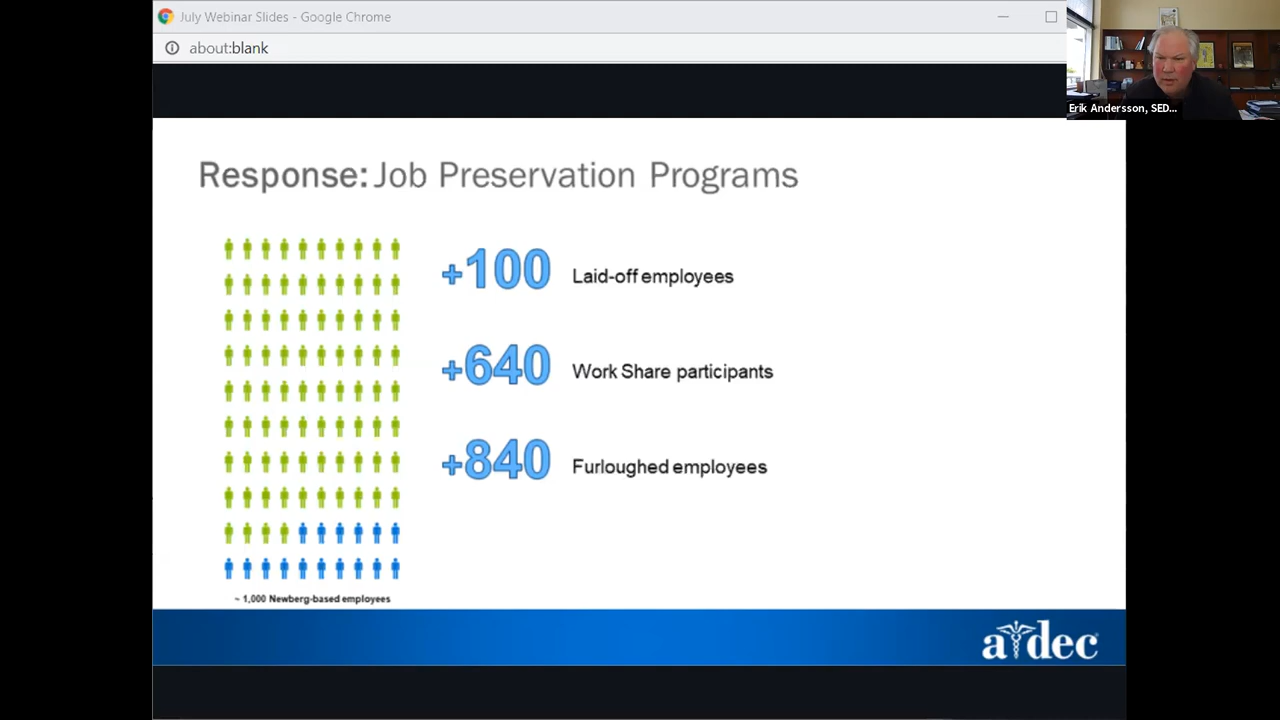 July Webinar Slides - Google Chrome
about:blank
Erik Andersson, SED...
Response: Job Preservation Programs
+100 Laid-off employees
+640 Work Share participants
+840 Furloughed employees
~ 1,000 Newberg-based employees
a dec